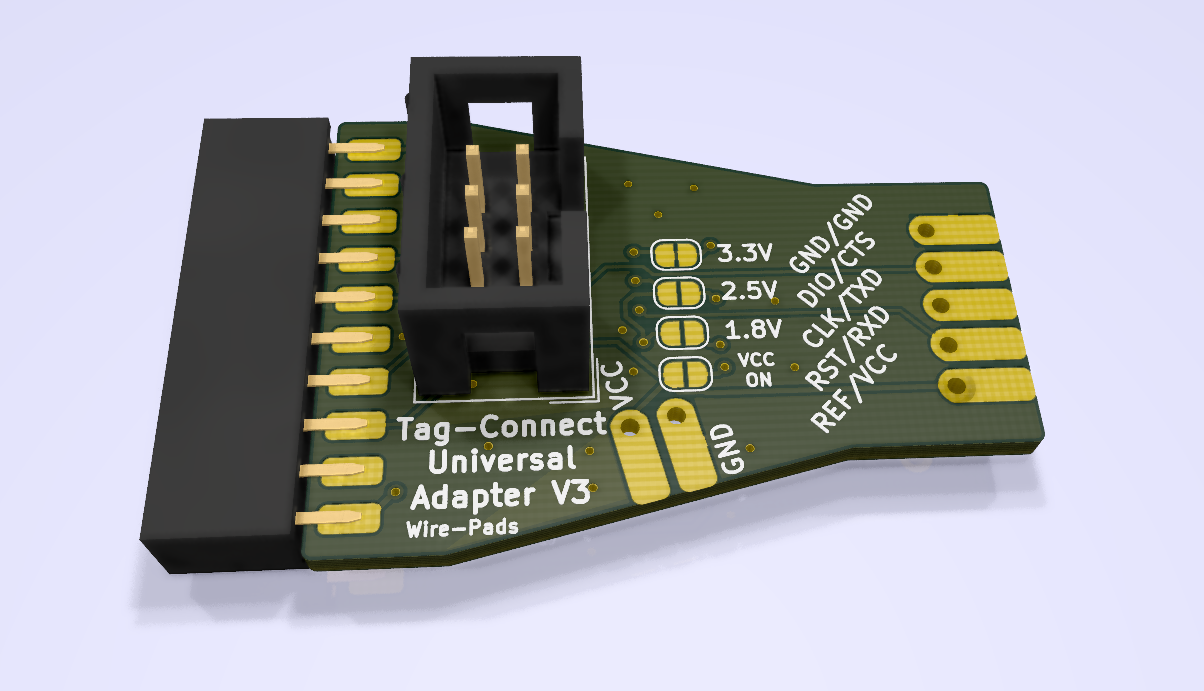 3.3V
2.5V
1.8V
VCC
ON
GND/GND
DIO/CTS
CLK/TXD
RST/RXD
REF/VCC
VCC
GND
Tag-Connect
Universal
Adapter V3
Wire-Pads